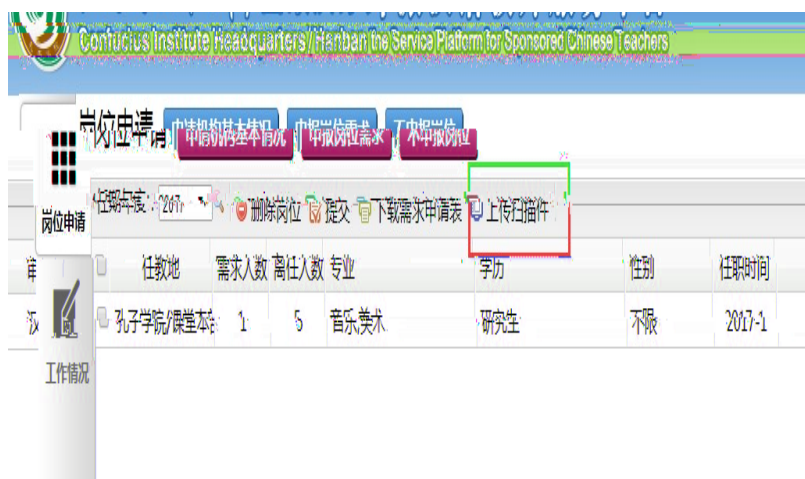 Confucius Institute Headquarters / Hanban the Service Platform for Sponsored Chinese Teachers
岗位申请 申请机构基本情况 申报岗位需求 不申报岗位
岗位申请
任期年度: 2017 删除岗位 提交 下载需求申请表 上传扫描件
任教地 需求人数 离任人数 专业 学历 性别 任职时间
孔子学院/课堂本部 1 5 音乐,美术 研究生 不限 2017-1
工作情况